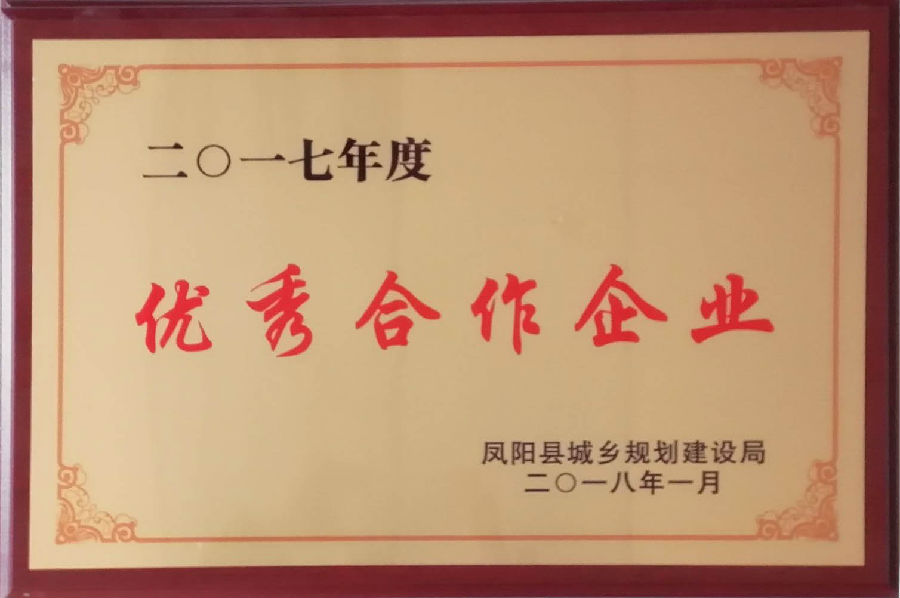 二〇一七年度
优秀合作企业
凤阳县城乡规划建设局
二〇一八年一月